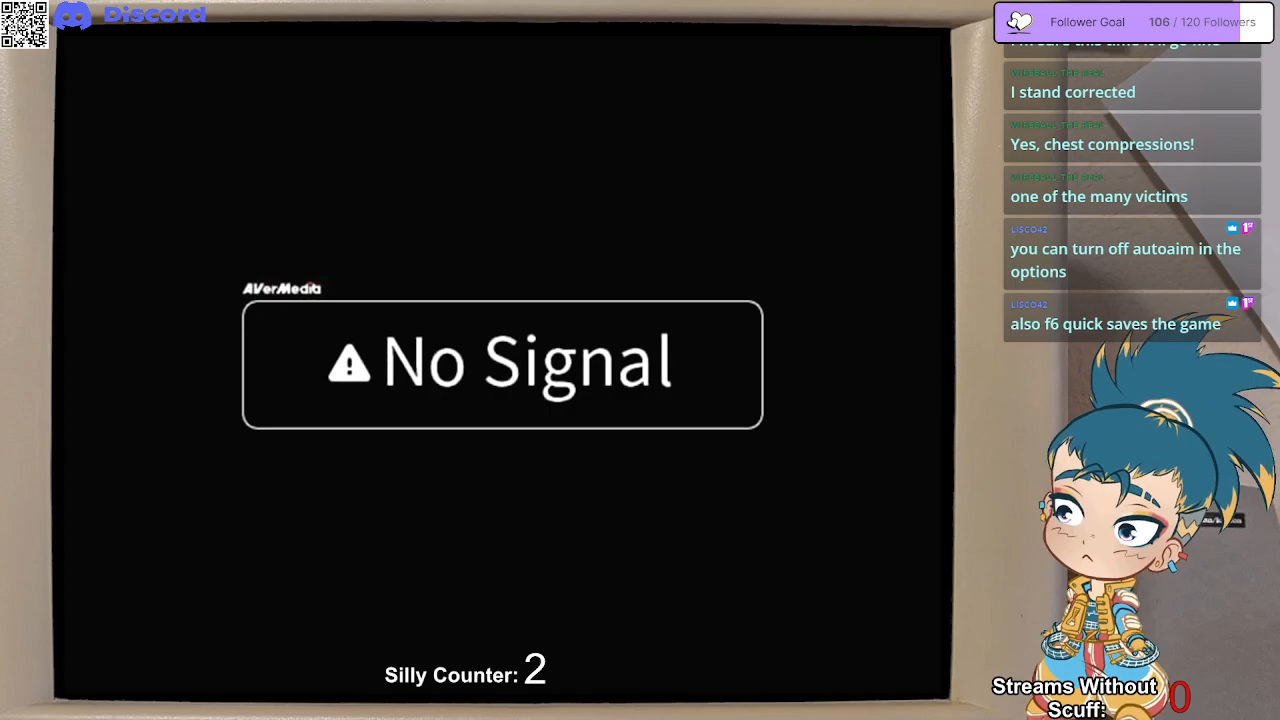 Discord
Follower Goal 106 / 120 Followers
I stand corrected
Yes, chest compressions!
one of the many victims
LISCO42
you can turn off autoaim in the
options
LISCO42
also f6 quick saves the game
AVerMedia
No Signal
Silly Counter: 2
Streams Without
Scuff: 0